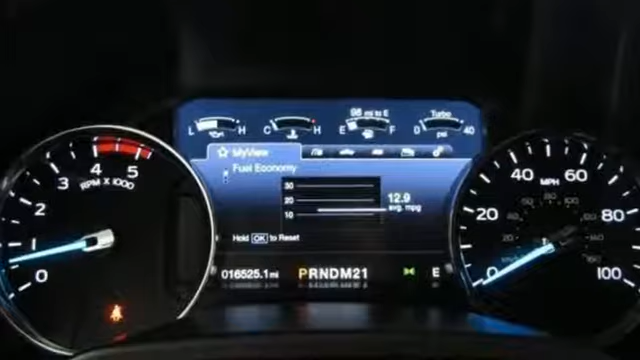 98 mi to E
Turbo
L H C H E F 0 40
psi
MyView
Fuel Economy
30
20
10
12.9
avg. mpg
Hold OK to Reset
016525.1 mi PRNDM21 E
0 1 2 3 4 5
RPM x 1000
0 20 40 60 80 100
MPH